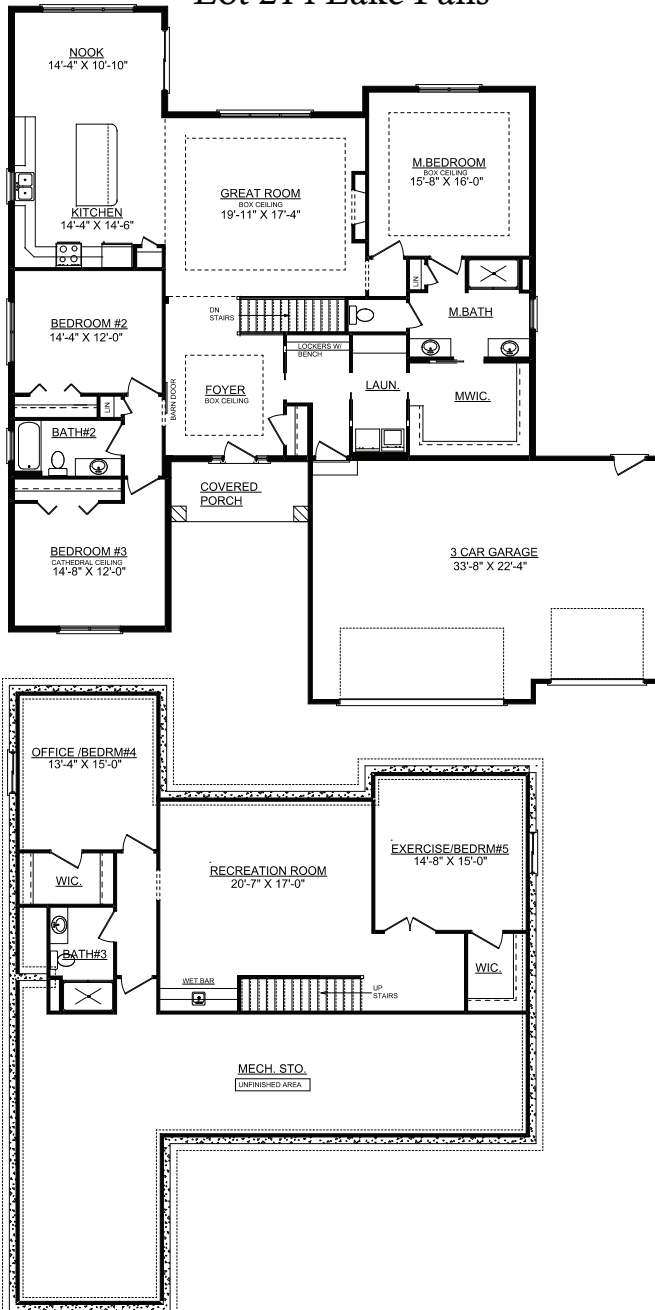 Lot 214 Lake Falls
NOOK
14'-4" X 10'-10"
M.BEDROOM
BOX CEILING
15'-8" X 16'-0"
GREAT ROOM
BOX CEILING
19'-11" X 17'-4"
KITCHEN
14'-4" X 14'-6"
LIN
DN
STAIRS
M.BATH
BEDROOM #2
14'-4" X 12'-0"
LOCKERS W/
BENCH
BARN DOOR
FOYER
BOX CEILING
LAUN.
MWIC.
LIN
BATH#2
COVERED
PORCH
BEDROOM #3
CATHEDRAL CEILING
14'-8" X 12'-0"
3 CAR GARAGE
33'-8" X 22'-4"
OFFICE /BEDRM#4
13'-4" X 15'-0"
EXERCISE/BEDRM#5
14'-8" X 15'-0"
RECREATION ROOM
20'-7" X 17'-0"
WIC.
BATH#3
WIC.
WET BAR
UP
STAIRS
MECH. STO.
UNFINISHED AREA